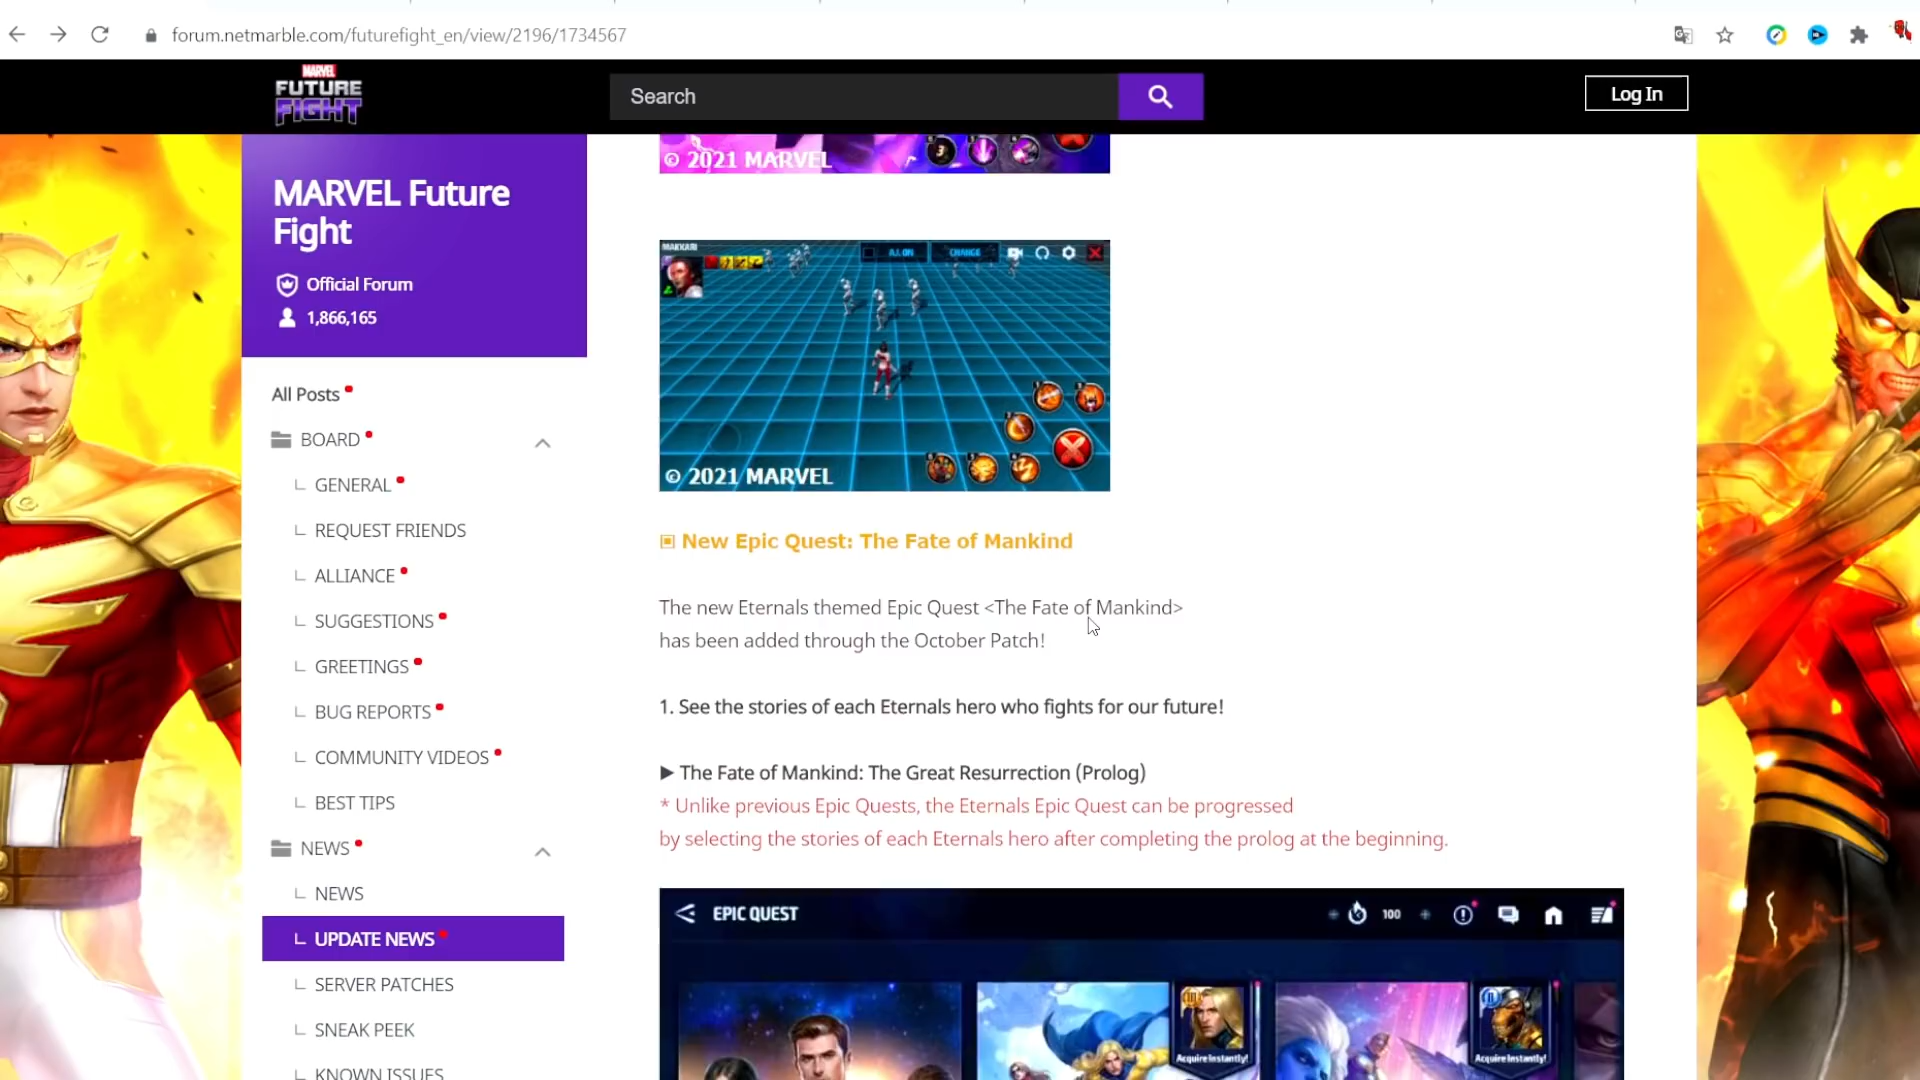 forum.netmarble.com/futurefight_en/view/2196/1734567
MARVEL
FUTURE
FIGHT
Search
Log In
MARVEL Future
Fight
Official Forum
1,866,165
All Posts
BOARD
GENERAL
REQUEST FRIENDS
ALLIANCE
SUGGESTIONS
GREETINGS
BUG REPORTS
COMMUNITY VIDEOS
BEST TIPS
NEWS
NEWS
UPDATE NEWS
SERVER PATCHES
SNEAK PEEK
KNOWN ISSUES
© 2021 MARVEL
MAKKARI
A.I. ON
CHANGE
© 2021 MARVEL
▣ New Epic Quest: The Fate of Mankind
The new Eternals themed Epic Quest <The Fate of Mankind>
has been added through the October Patch!
1. See the stories of each Eternals hero who fights for our future!
▶ The Fate of Mankind: The Great Resurrection (Prolog)
* Unlike previous Epic Quests, the Eternals Epic Quest can be progressed
by selecting the stories of each Eternals hero after completing the prolog at the beginning.
EPIC QUEST
100
Acquire Instantly!
Acquire Instantly!